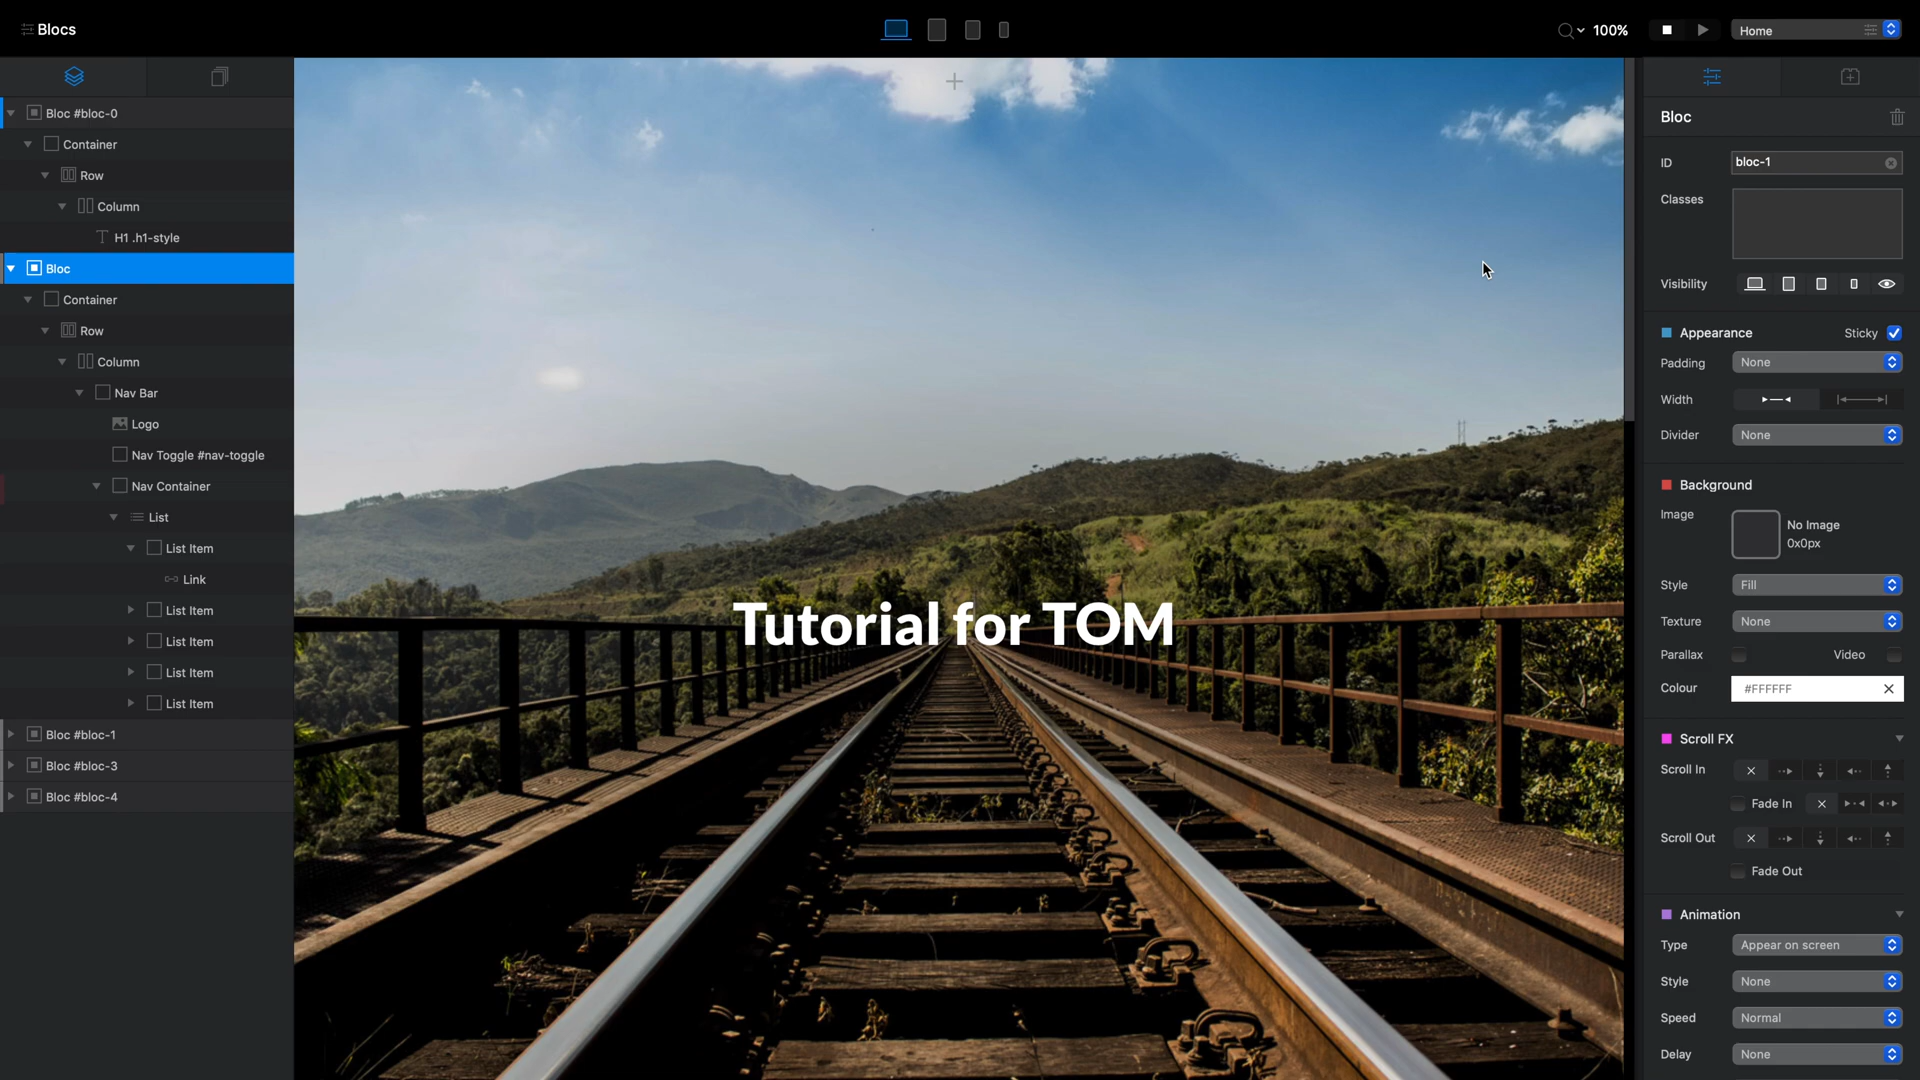 Blocs
100%
Home
Bloc #bloc-0
Container
Row
Column
H1 .h1-style
Bloc
Container
Row
Column
Nav Bar
Logo
Nav Toggle #nav-toggle
Nav Container
List
List Item
Link
List Item
List Item
List Item
List Item
Bloc #bloc-1
Bloc #bloc-3
Bloc #bloc-4
Tutorial for TOM
Bloc
ID bloc-1
Classes
Visibility
Appearance Sticky
Padding None
Width
Divider None
Background
Image No Image
0x0px
Style Fill
Texture None
Parallax Video
Colour #FFFFFF
Scroll FX
Scroll In
Fade In
Scroll Out
Fade Out
Animation
Type Appear on screen
Style None
Speed Normal
Delay None